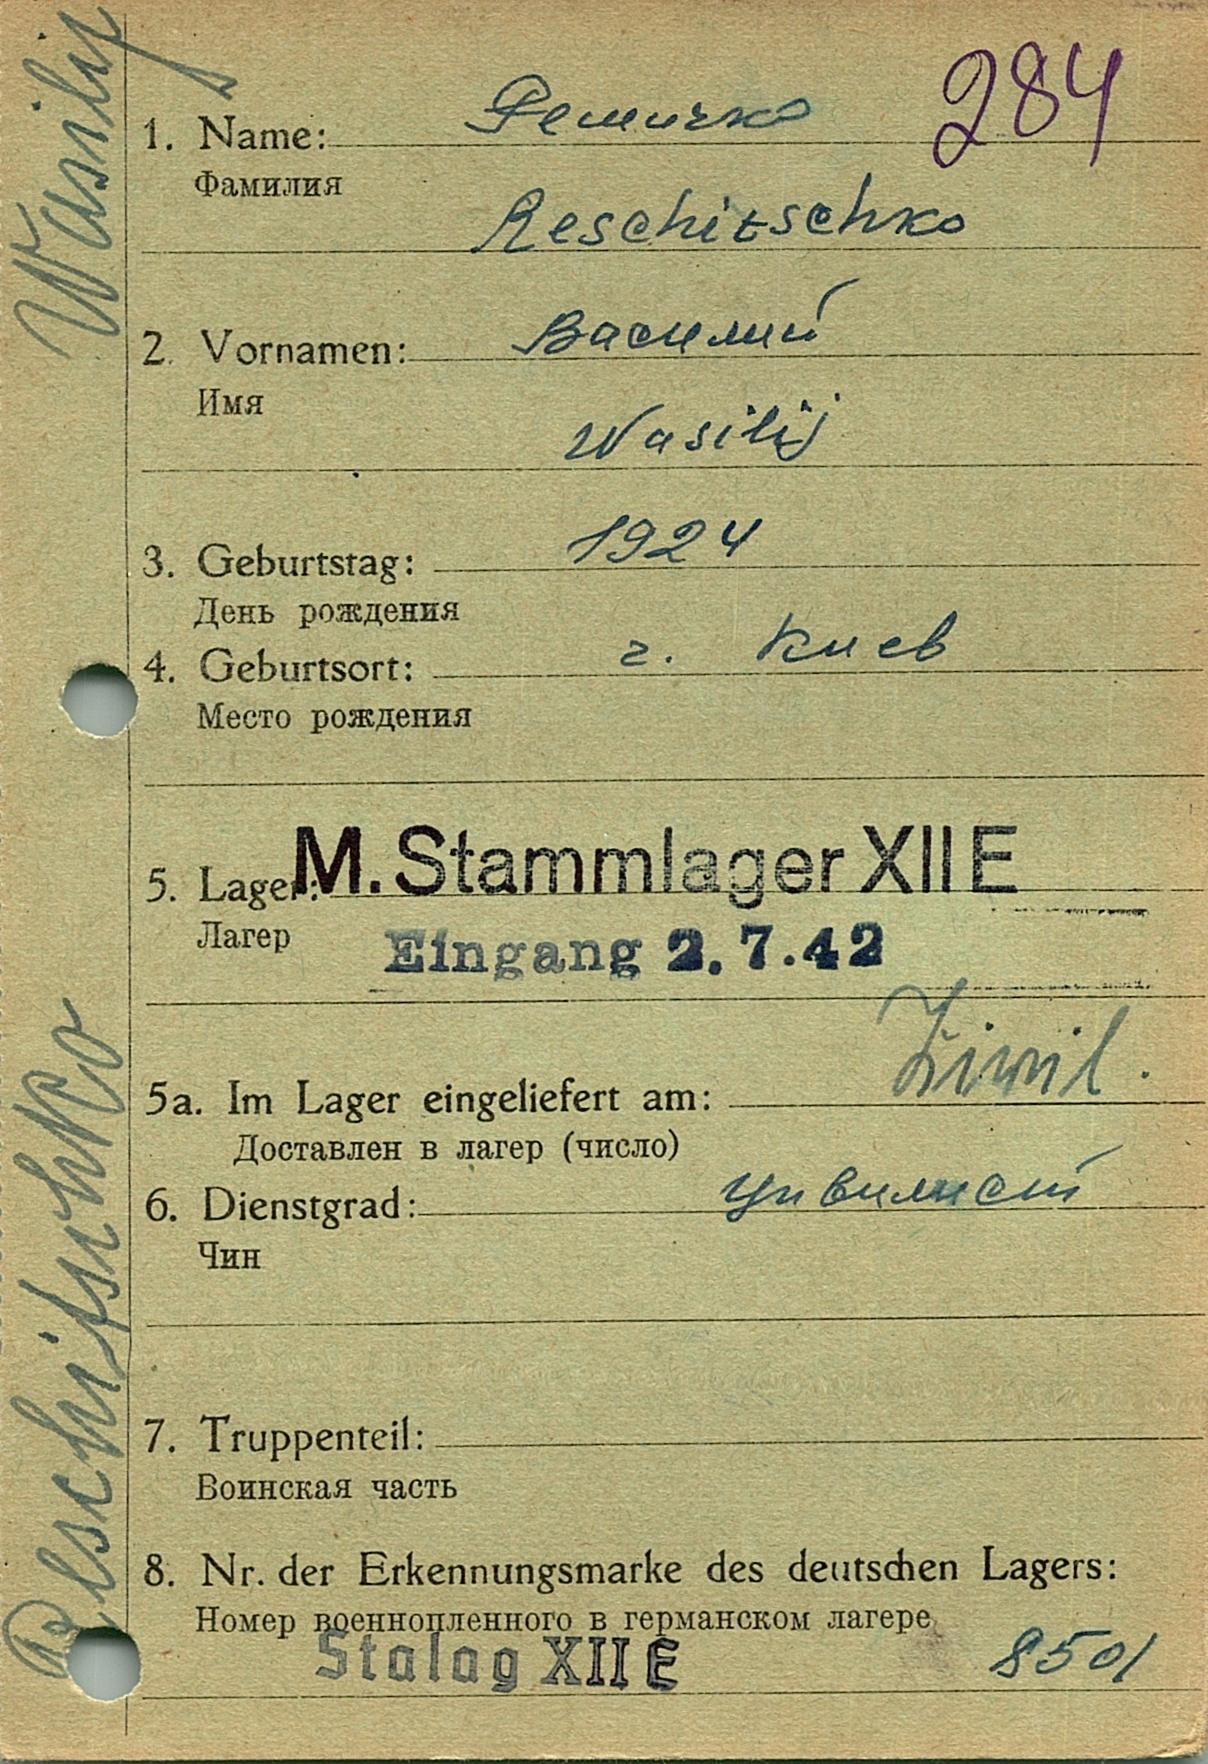 284
1. Name: Решичко
Фамилия
Reschitschko
2. Vornamen: Василий
Имя
Wasilij
3. Geburtstag: 1924
День рождения
4. Geburtsort: г. Киев
Место рождения
5. Lager: M. Stammlager XII E
Лагер
Eingang 2.7.42
Zivil.
5a. Im Lager eingeliefert am:
Доставлен в лагер (число)
6. Dienstgrad: цивилист
Чин
7. Truppenteil:
Воинская часть
8. Nr. der Erkennungsmarke des deutschen Lagers:
Номер военнопленного в германском лагере
Stalag XII E 8501
Reschitschko Wasilij